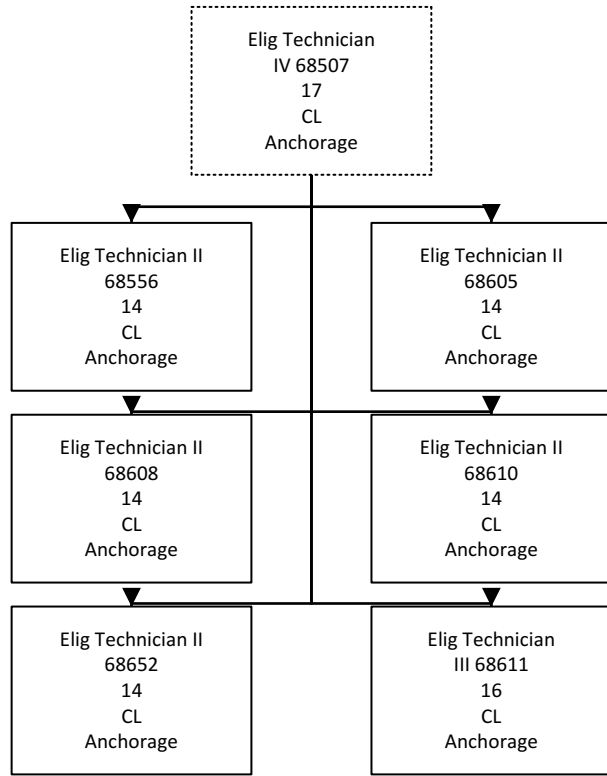 Elig Technician
IV 68507
17
CL
Anchorage
Elig Technician II
68556
14
CL
Anchorage
Elig Technician II
68605
14
CL
Anchorage
Elig Technician II
68608
14
CL
Anchorage
Elig Technician II
68610
14
CL
Anchorage
Elig Technician II
68652
14
CL
Anchorage
Elig Technician
III 68611
16
CL
Anchorage